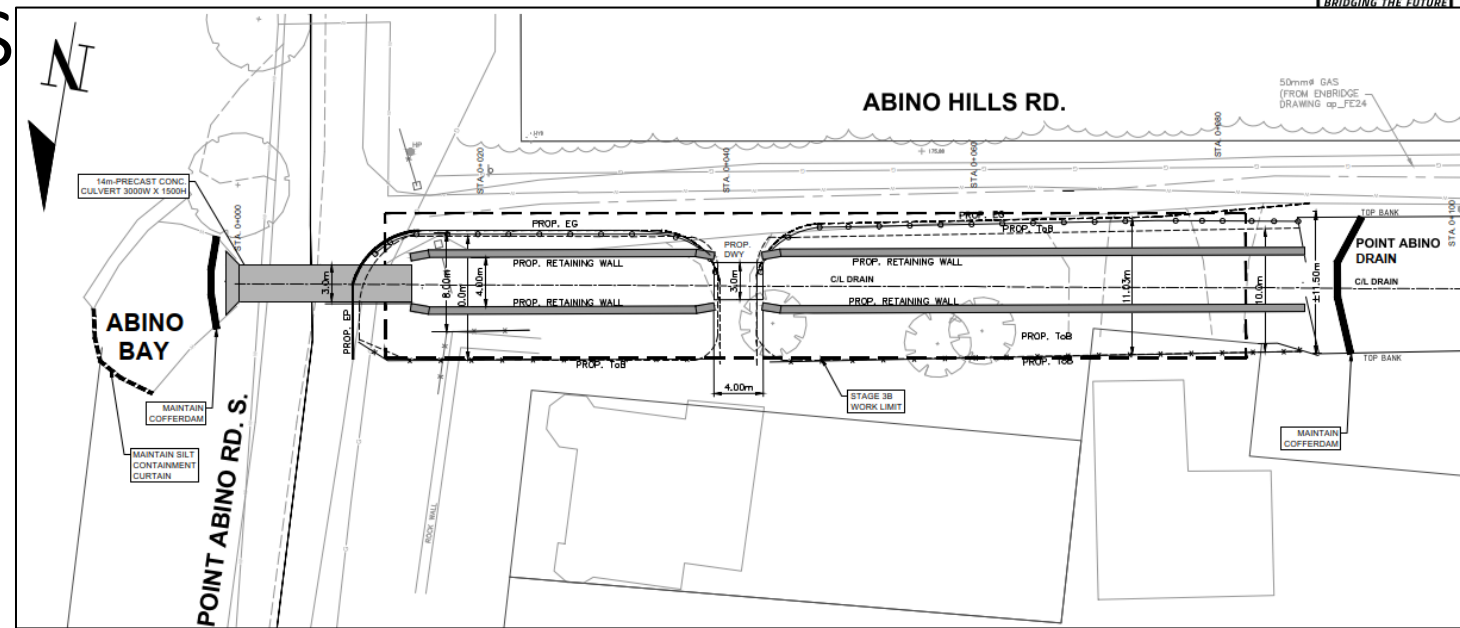 S
BRIDGING THE FUTURE
N
ABINO HILLS RD.
50mmø GAS
(FROM ENBRIDGE
DRAWING op_FE24
HP
175.88
STA. 0+000
STA. 0+020
STA. 0+040
STA. 0+060
STA. 0+080
STA. 0+100
14m-PRECAST CONC.
CULVERT 3000W X 1500H
PROP. EG
PROP. EG
PROP. ToB
TOP BANK
PROP. RETAINING WALL
PROP.
DWY
PROP. RETAINING WALL
C/L DRAIN
POINT ABINO
DRAIN
C/L DRAIN
3.0m
8.00m
4.00m
3.0m
11.03m
10.0m
±11.50m
PROP. RETAINING WALL
PROP. RETAINING WALL
ABINO
BAY
PROP. EP
PROP. ToB
PROP. ToB
PROP. ToB
TOP BANK
4.00m
STAGE 3B
WORK LIMIT
MAINTAIN
COFFERDAM
MAINTAIN
COFFERDAM
MAINTAIN SILT
CONTAINMENT
CURTAIN
POINT ABINO RD. S.
ROCK WALL